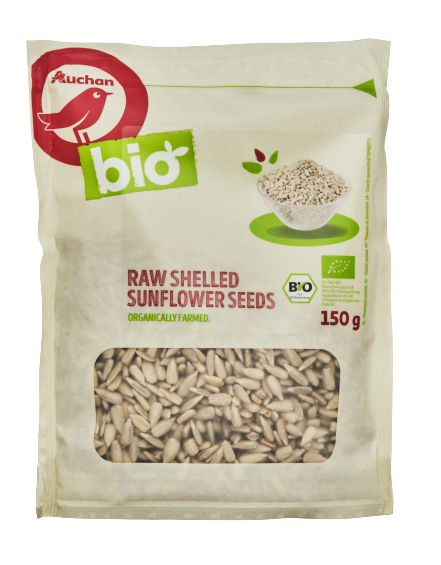 Auchan
bio
RAW SHELLED
SUNFLOWER SEEDS
ORGANICALLY FARMED.
BIO
150 g